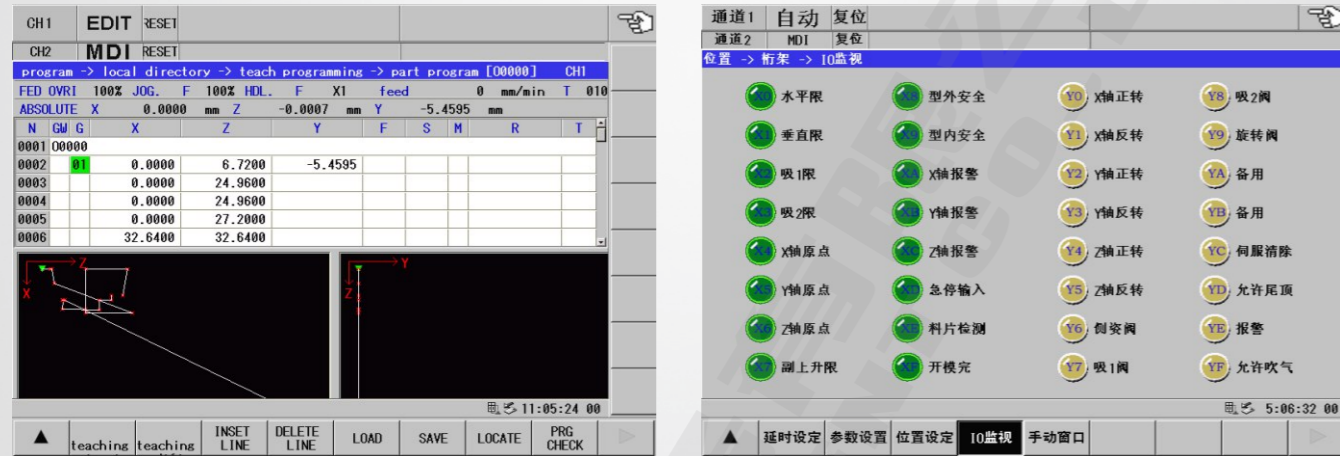 CH1 EDIT RESET
CH2 MDI RESET
program -> local directory -> teach programming -> part program [O0000] CH1
FED OVRI 100% JOG. F 100% HDL. F X1 feed 0 mm/min T 010
ABSOLUTE X 0.0000 mm Z -0.0007 mm Y -5.4595 mm
N GW G X Z Y F S M R T
0001 O0000
0002 01 0.0000 6.7200 -5.4595
0003 0.0000 24.9600
0004 0.0000 24.9600
0005 0.0000 27.2000
0006 32.6400 32.6400
Z
X
Y
Z
11:05:24 00
teaching teaching INSET LINE DELETE LINE LOAD SAVE LOCATE PRG CHECK
通道1 自动 复位
通道2 MDI 复位
位置 -> 桁架 -> IO监视
X0 水平限 X8 型外安全 Y0 X轴正转 Y8 吸2阀
X1 垂直限 X9 型内安全 Y1 X轴反转 Y9 旋转阀
X2 吸1限 XA X轴报警 Y2 Y轴正转 YA 备用
X3 吸2限 XB Y轴报警 Y3 Y轴反转 YB 备用
X4 X轴原点 XC Z轴报警 Y4 Z轴正转 YC 伺服清除
X5 Y轴原点 XD 急停输入 Y5 Z轴反转 YD 允许尾顶
X6 Z轴原点 XE 料片检测 Y6 侧姿阀 YE 报警
X7 副上升限 XF 开模完 Y7 吸1阀 YF 允许吹气
5:06:32 00
延时设定 参数设置 位置设定 IO监视 手动窗口